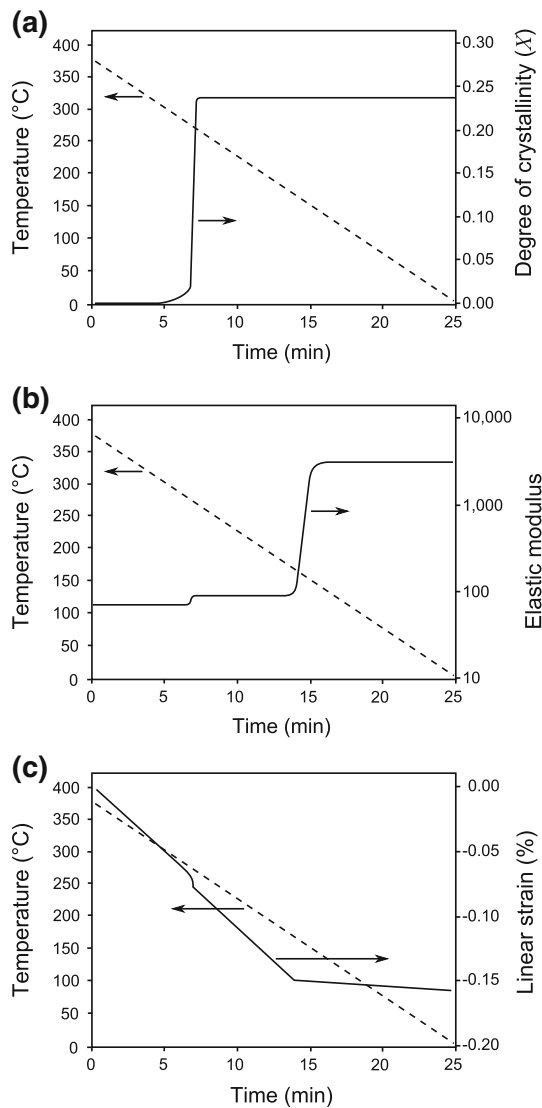 (a)
400
350
300
250
200
150
100
50
0
Temperature (°C)
0.30
0.25
0.20
0.15
0.10
0.05
0.00
Degree of crystallinity (X)
0 5 10 15 20 25
Time (min)
(b)
400
350
300
250
200
150
100
50
0
Temperature (°C)
10,000
1,000
100
10
Elastic modulus
0 5 10 15 20 25
Time (min)
(c)
400
350
300
250
200
150
100
50
0
Temperature (°C)
0.00
-0.05
-0.10
-0.15
-0.20
Linear strain (%)
0 5 10 15 20 25
Time (min)